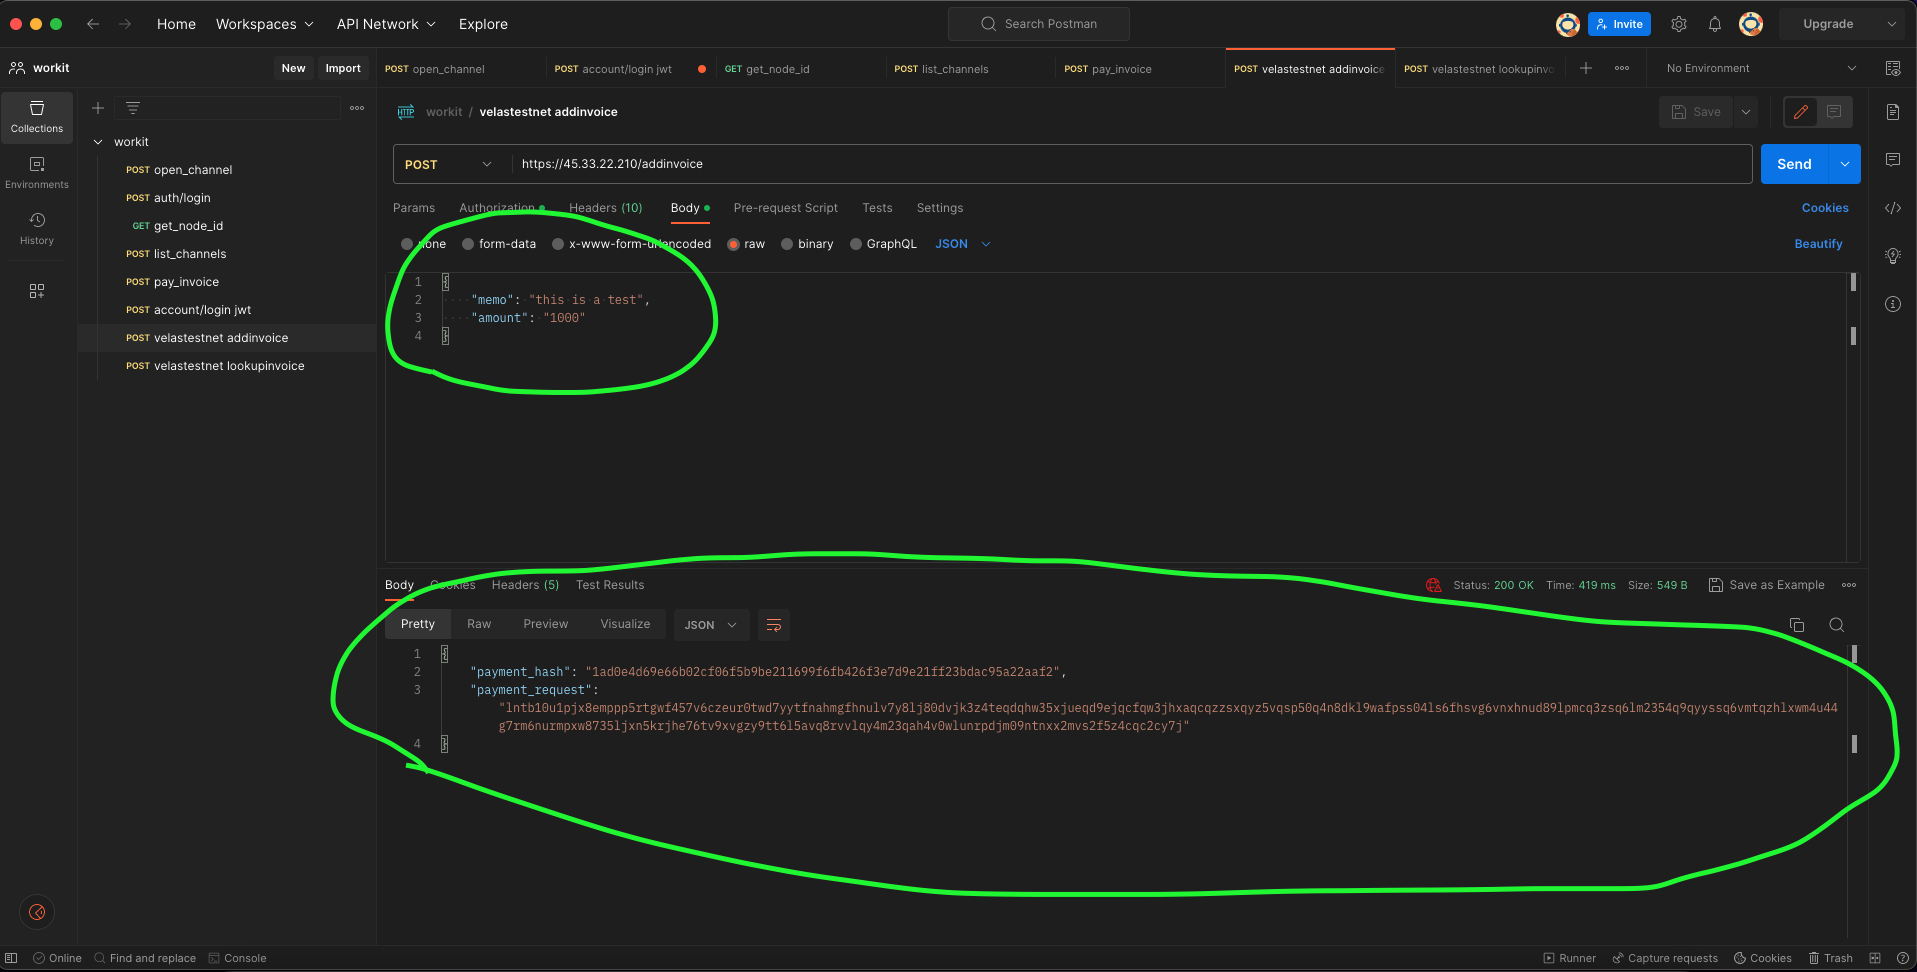 Home Workspaces API Network Explore Search Postman Invite Upgrade
workit New Import POST open_channel POST account/login jwt GET get_node_id POST list_channels POST pay_invoice POST velastestnet addinvoice POST velastestnet lookupinvo No Environment
Collections
Environments
History
workit
POST open_channel
POST auth/login
GET get_node_id
POST list_channels
POST pay_invoice
POST account/login jwt
POST velastestnet addinvoice
POST velastestnet lookupinvoice
HTTP workit / velastestnet addinvoice Save
POST https://45.33.22.210/addinvoice Send
Params Authorization Headers (10) Body Pre-request Script Tests Settings Cookies
none form-data x-www-form-urlencoded raw binary GraphQL JSON Beautify
1 {
2 "memo": "this is a test",
3 "amount": "1000"
4 }
Body Cookies Headers (5) Test Results Status: 200 OK Time: 419 ms Size: 549 B Save as Example
Pretty Raw Preview Visualize JSON
1 {
2 "payment_hash": "1ad0e4d69e66b02cf06f5b9be211699f6fb426f3e7d9e21ff23bdac95a22aaf2",
3 "payment_request":
"lntb10u1pjx8emppp5rtgwf457v6czeur0twd7yytfnahmgfhnulv7y8lj80dvjk3z4teqdqhw35xjueqd9ejqcfqw3jhxaqcqzzsxqyz5vqsp50q4n8dkl9wafpss04ls6fhsvg6vnxhnud89lpmcq3zsq6lm2354q9qyyssq6vmtqzhlxwm4u44
g7rm6nurmpxw8735ljxn5krjhe76tv9xvgzy9tt6l5avq8rvvlqy4m23qah4v0wlunrpdjm09ntnxx2mvs2f5z4cqc2cy7j"
4 }
Online Find and replace Console Runner Capture requests Cookies Trash